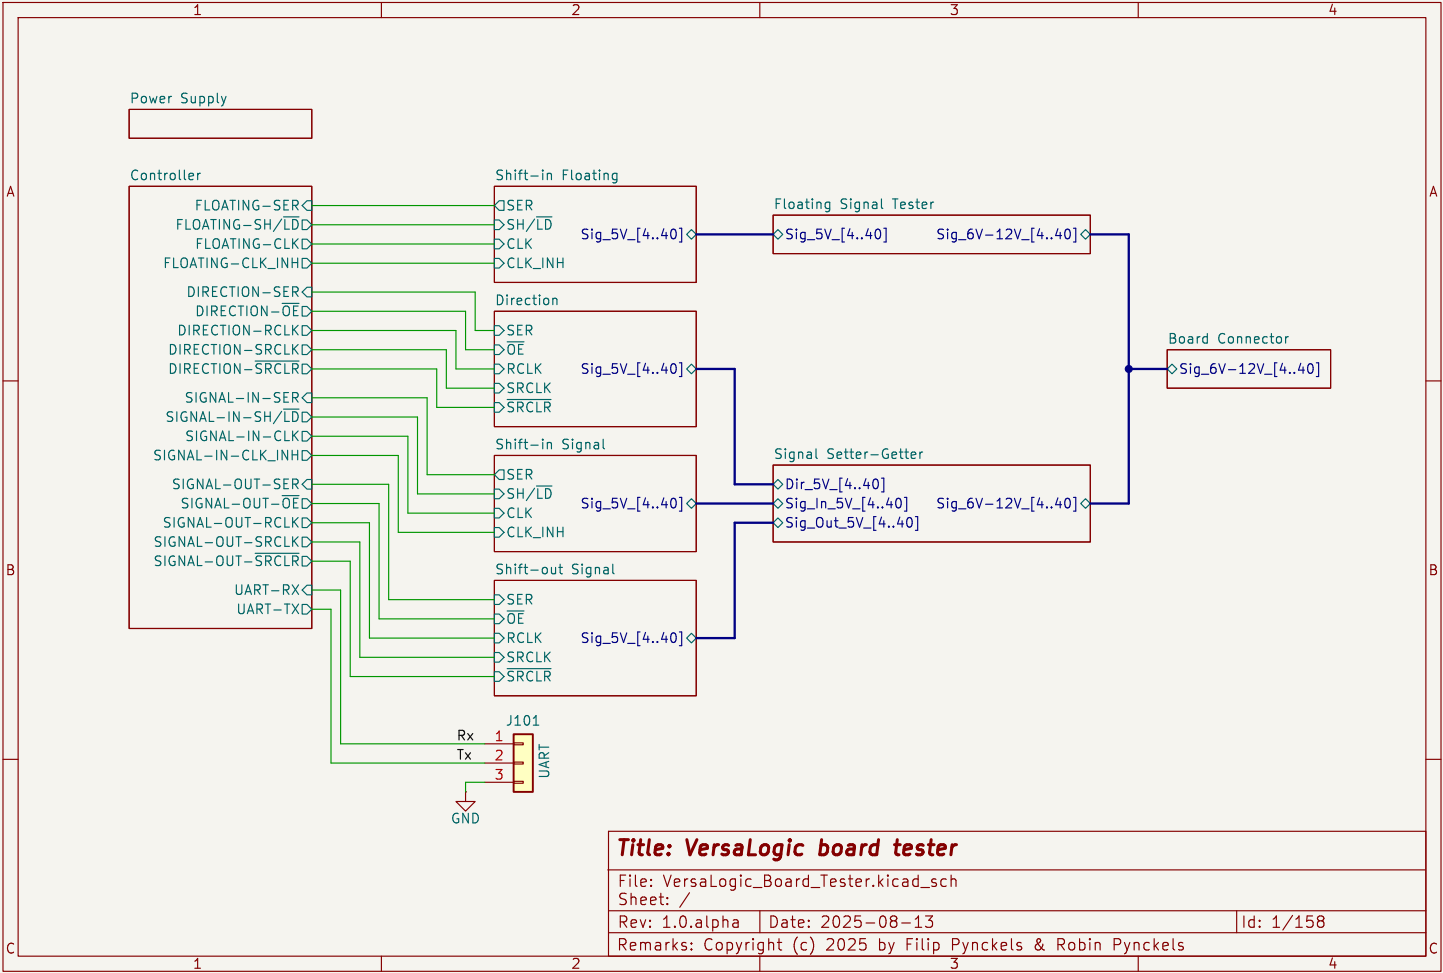 1 2 3 4
Power Supply
Controller
A
FLOATING-SER
FLOATING-SH/LD
FLOATING-CLK
FLOATING-CLK_INH
DIRECTION-SER
DIRECTION-OE
DIRECTION-RCLK
DIRECTION-SRCLK
DIRECTION-SRCLR
SIGNAL-IN-SER
SIGNAL-IN-SH/LD
SIGNAL-IN-CLK
SIGNAL-IN-CLK_INH
SIGNAL-OUT-SER
SIGNAL-OUT-OE
SIGNAL-OUT-RCLK
SIGNAL-OUT-SRCLK
SIGNAL-OUT-SRCLR
UART-RX
UART-TX
B
Shift-in Floating
SER
SH/LD
CLK
CLK_INH
Sig_5V_[4..40]
Direction
SER
OE
RCLK
SRCLK
SRCLR
Sig_5V_[4..40]
Shift-in Signal
SER
SH/LD
CLK
CLK_INH
Sig_5V_[4..40]
Shift-out Signal
SER
OE
RCLK
SRCLK
SRCLR
Sig_5V_[4..40]
Floating Signal Tester
Sig_5V_[4..40] Sig_6V-12V_[4..40]
Signal Setter-Getter
Dir_5V_[4..40]
Sig_In_5V_[4..40] Sig_6V-12V_[4..40]
Sig_Out_5V_[4..40]
Board Connector
Sig_6V-12V_[4..40]
A
B
J101
Rx 1
Tx 2
3
UART
GND
Title: VersaLogic board tester
File: VersaLogic_Board_Tester.kicad_sch
Sheet: /
Rev: 1.0.alpha Date: 2025-08-13 Id: 1/158
Remarks: Copyright (c) 2025 by Filip Pynckels & Robin Pynckels
C C
1 2 3 4